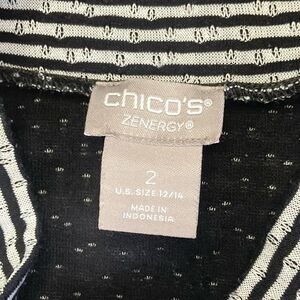 chico's®
ZENERGY®
2
U.S. SIZE 12/14
MADE IN
INDONESIA